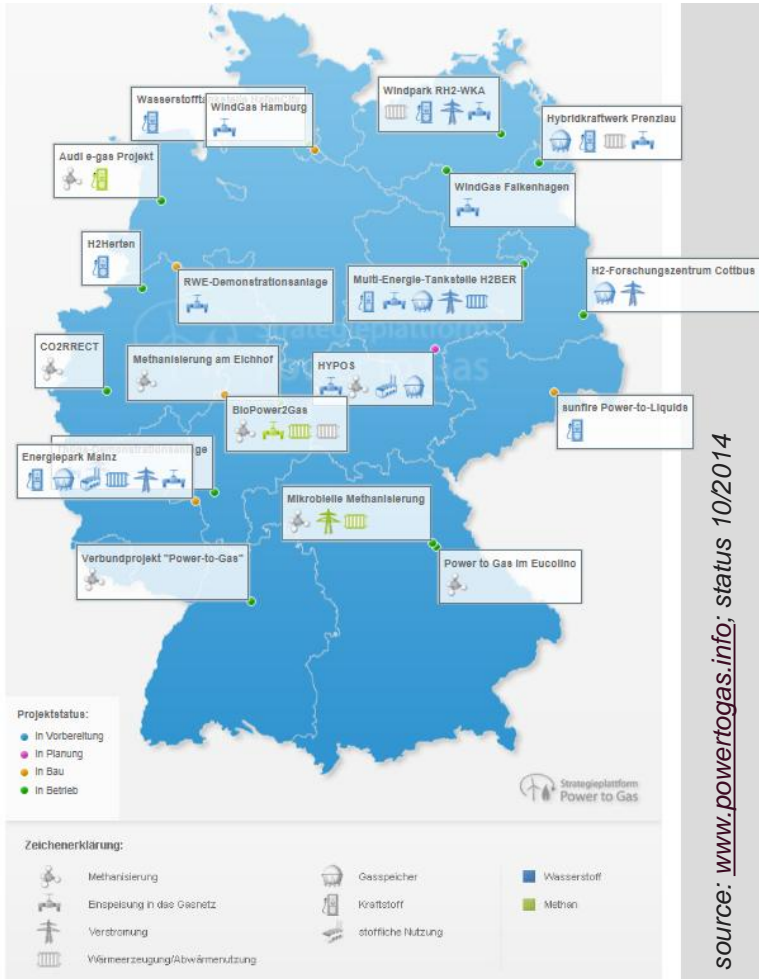 Wasserstofft
WindGas Hamburg
Windpark RH2-WKA
Hybridkraftwerk Prenzlau
Audi e-gas Projekt
WindGas Falkenhagen
H2Herten
RWE-Demonstrationsanlage
Multi-Energie-Tankstelle H2BER
H2-Forschungszentrum Cottbus
CO2RRECT
Methanisierung am Eichhof
HYPOS
BioPower2Gas
sunfire Power-to-Liquids
Energiepark Mainz
Mikrobielle Methanisierung
Verbundprojekt "Power-to-Gas"
Power to Gas im Eucolino
Strategieplattform
Projektstatus:
In Vorbereitung
In Planung
In Bau
In Betrieb
Strategieplattform
Power to Gas
Zeichenerklärung:
Methanisierung
Einspeisung in das Gasnetz
Verstromung
Wärmeerzeugung/Abwärmenutzung
Gasspeicher
Kraftstoff
stoffliche Nutzung
Wasserstoff
Methan
source: www.powertogas.info; status 10/2014